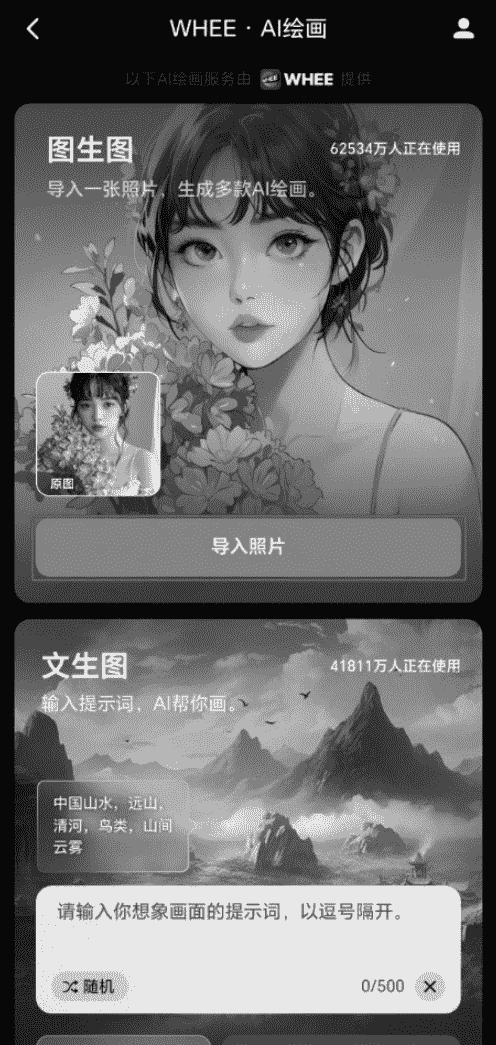 WHEE · AI绘画
以下AI绘画服务由 WHEE 提供
图生图
62534万人正在使用
导入一张照片，生成多款AI绘画。
原图
导入照片
文生图
41811万人正在使用
输入提示词，AI帮你画。
中国山水，远山，
清河，鸟类，山间
云雾
请输入你想象画面的提示词，以逗号隔开。
随机
0/500